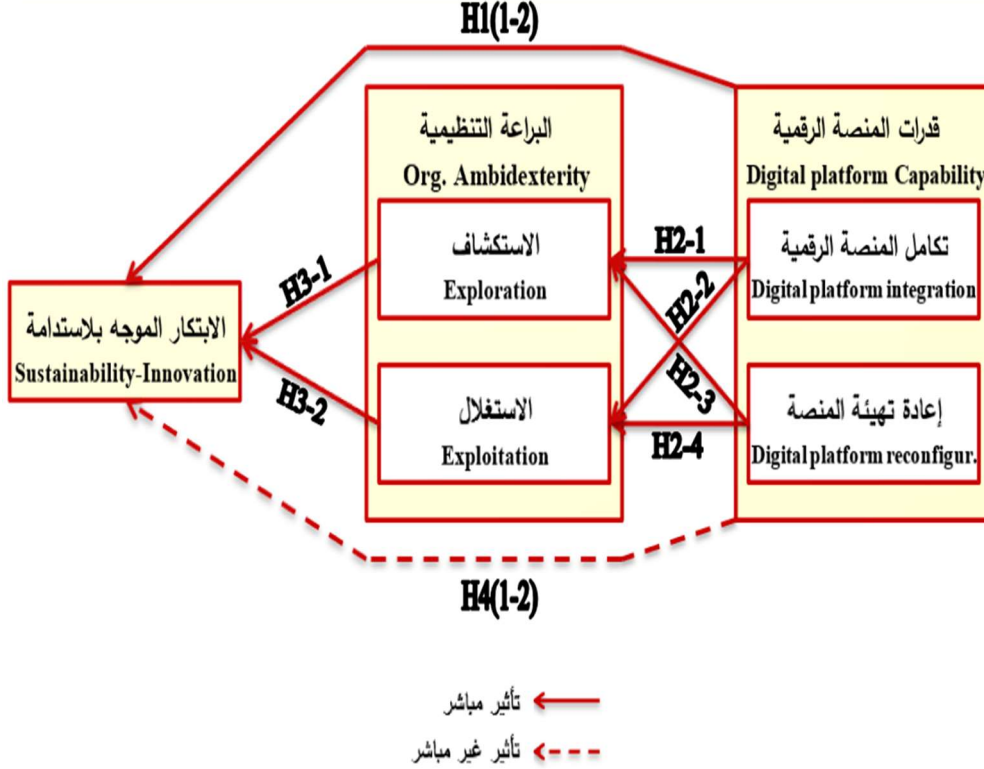 H1(1-2)
قدرات المنصة الرقمية
Digital platform Capability
تكامل المنصة الرقمية
Digital platform integration
إعادة تهيئة المنصة
Digital platform reconfigur.
H2-1
H2-2
H2-3
H2-4
البراعة التنظيمية
Org. Ambidexterity
الاستكشاف
Exploration
الاستغلال
Exploitation
H3-1
H3-2
الابتكار الموجه بلاستدامة
Sustainability-Innovation
H4(1-2)
تأثير مباشر
تأثير غير مباشر